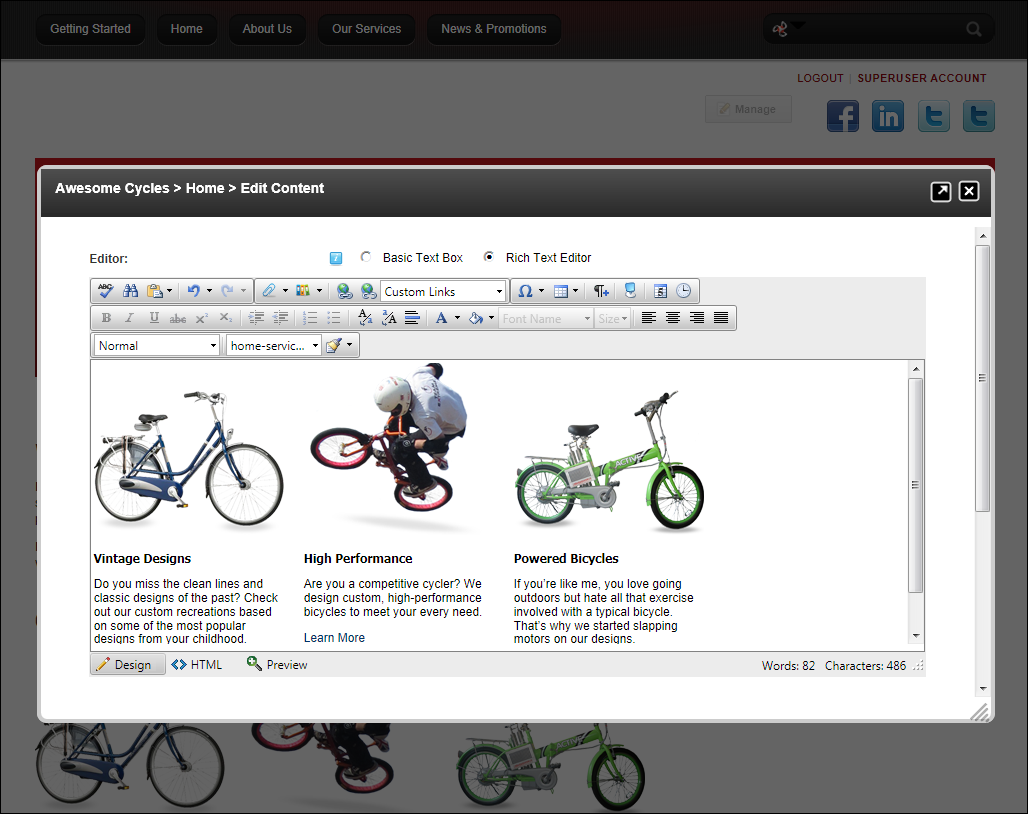 Getting Started Home About Us Our Services News & Promotions
LOGOUT | SUPERUSER ACCOUNT
Manage
Awesome Cycles > Home > Edit Content
Editor: Basic Text Box Rich Text Editor
Custom Links
Font Name Size
Normal home-servic...
ACTIVE
Vintage Designs
Do you miss the clean lines and
classic designs of the past? Check
out our custom recreations based
on some of the most popular
designs from your childhood.
High Performance
Are you a competitive cycler? We
design custom, high-performance
bicycles to meet your every need.
Learn More
Powered Bicycles
If you’re like me, you love going
outdoors but hate all that exercise
involved with a typical bicycle.
That’s why we started slapping
motors on our designs.
Design HTML Preview Words: 82 Characters: 486
ACTIVE